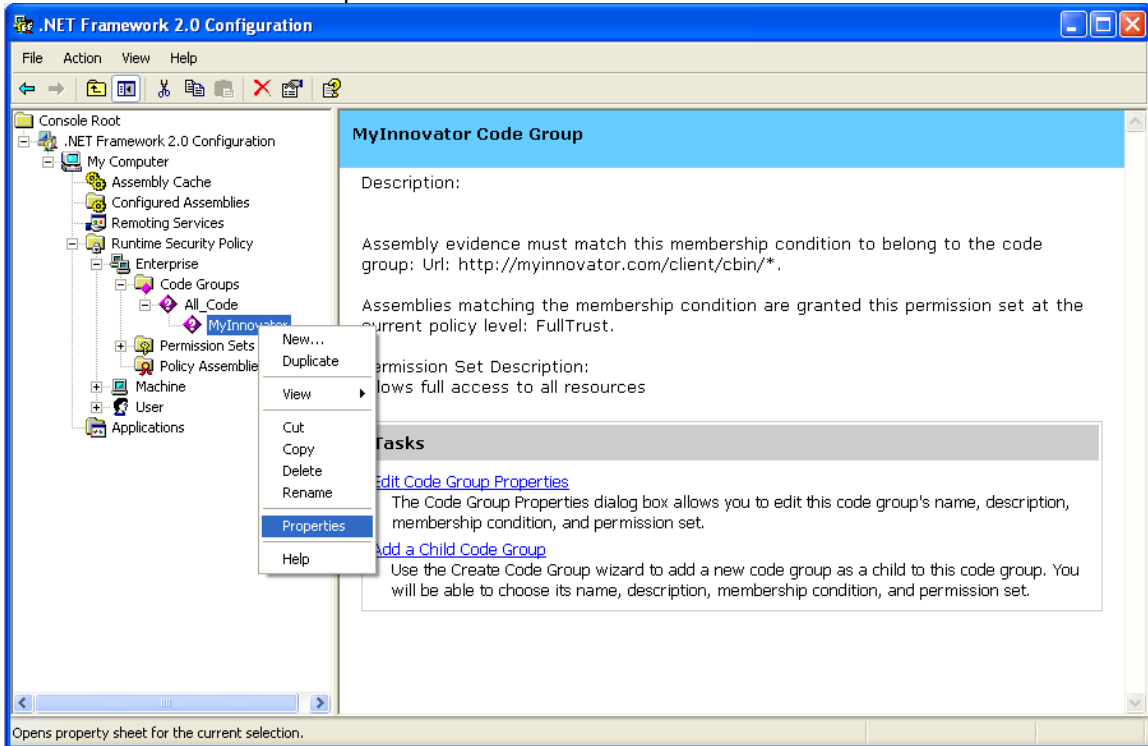 .NET Framework 2.0 Configuration
File Action View Help
Console Root
.NET Framework 2.0 Configuration
My Computer
Assembly Cache
Configured Assemblies
Remoting Services
Runtime Security Policy
Enterprise
Code Groups
All_Code
MyInnovator
Permission Sets
Policy Assemblie
Machine
User
Applications
New...
Duplicate
View
Cut
Copy
Delete
Rename
Properties
Help
MyInnovator Code Group
Description:
Assembly evidence must match this membership condition to belong to the code
group: Url: http://myinnovator.com/client/cbin/*.
Assemblies matching the membership condition are granted this permission set at the
current policy level: FullTrust.
ermission Set Description:
lows full access to all resources
Tasks
Edit Code Group Properties
The Code Group Properties dialog box allows you to edit this code group's name, description,
membership condition, and permission set.
Add a Child Code Group
Use the Create Code Group wizard to add a new code group as a child to this code group. You
will be able to choose its name, description, membership condition, and permission set.
Opens property sheet for the current selection.